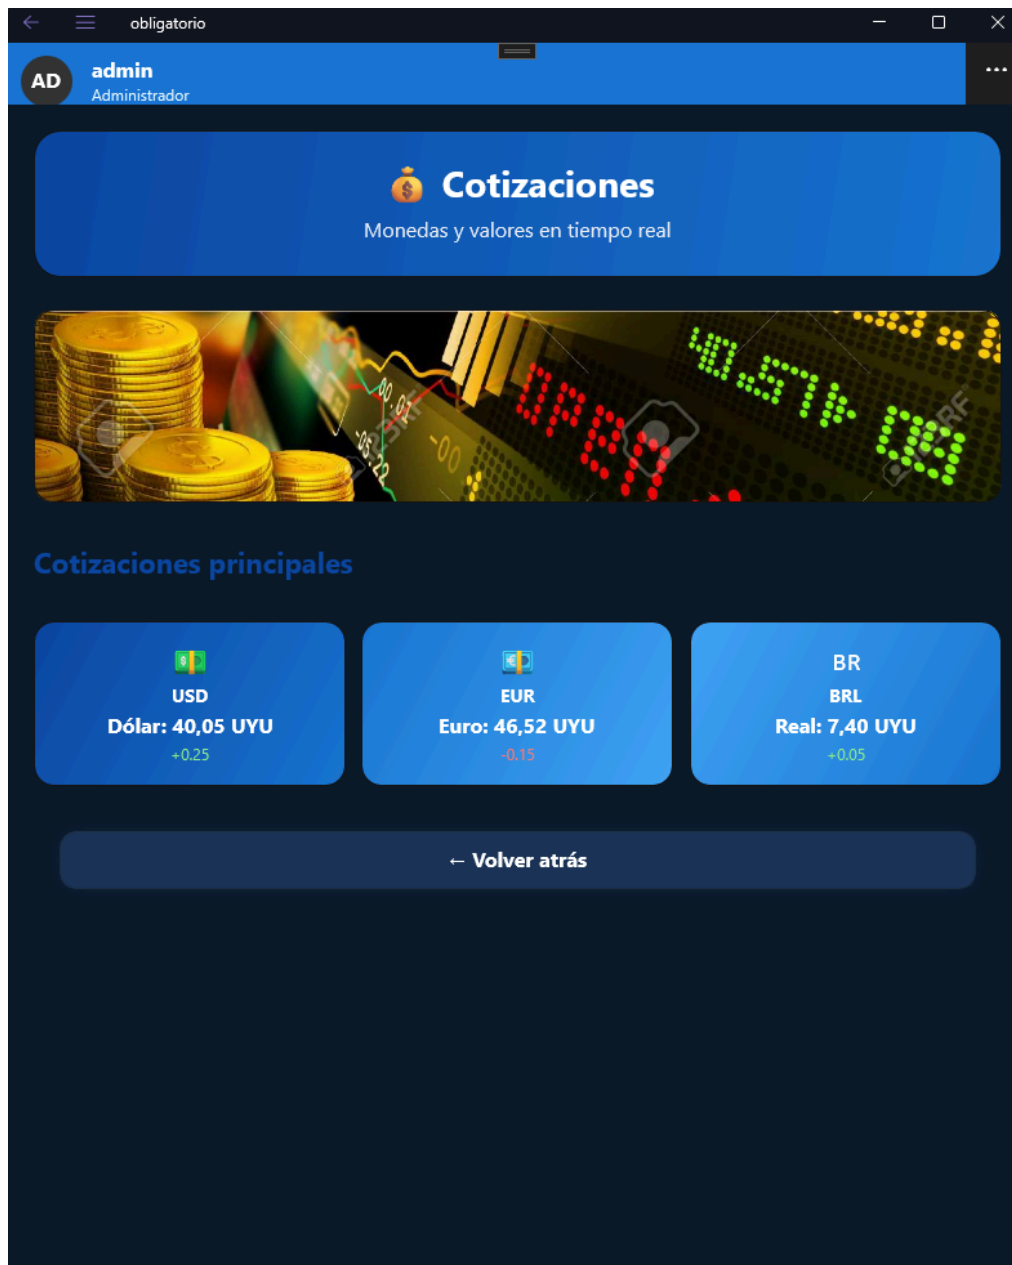 obligatorio
AD
admin
Administrador
Cotizaciones
Monedas y valores en tiempo real
Cotizaciones principales
USD
Dólar: 40,05 UYU
+0.25
EUR
Euro: 46,52 UYU
-0.15
BR
BRL
Real: 7,40 UYU
+0.05
← Volver atrás